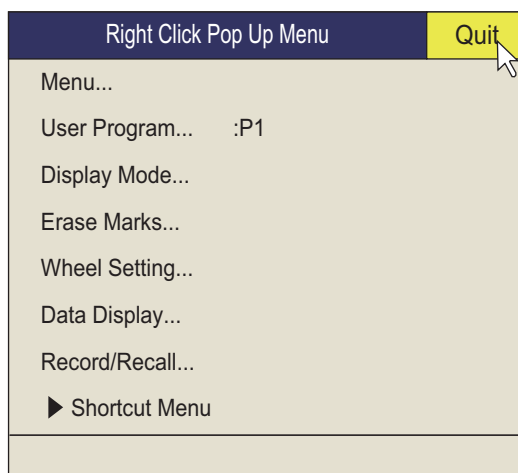 Right Click Pop Up Menu Quit
Menu...
User Program... :P1
Display Mode...
Erase Marks...
Wheel Setting...
Data Display...
Record/Recall...
▶ Shortcut Menu